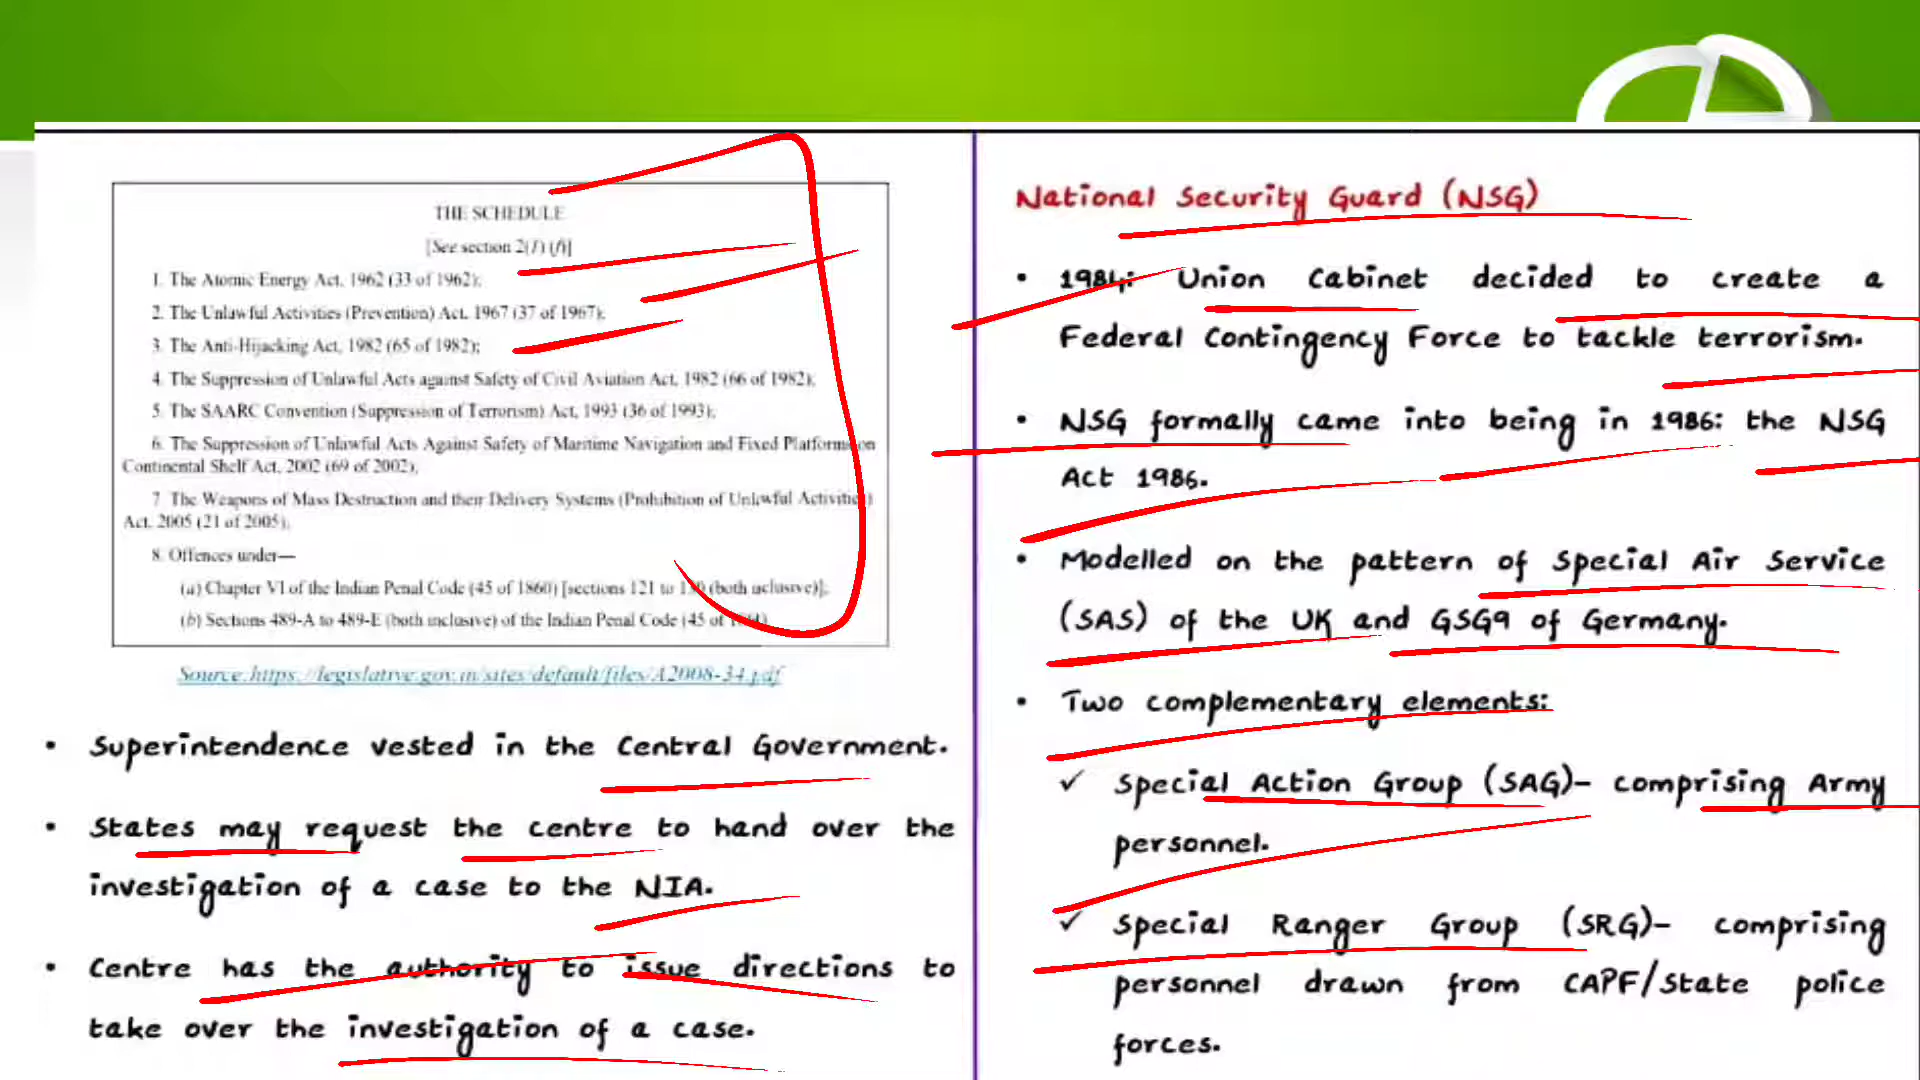 THE SCHEDULE
[See section 2(1) (f)]
1. The Atomic Energy Act, 1962 (33 of 1962);
2. The Unlawful Activities (Prevention) Act, 1967 (37 of 1967);
3. The Anti-Hijacking Act, 1982 (65 of 1982);
4. The Suppression of Unlawful Acts against Safety of Civil Aviation Act, 1982 (66 of 1982);
5. The SAARC Convention (Suppression of Terrorism) Act, 1993 (36 of 1993);
6. The Suppression of Unlawful Acts Against Safety of Maritime Navigation and Fixed Platforms on
Continental Shelf Act, 2002 (69 of 2002);
7 The Weapons of Mass Destruction and their Delivery Systems (Prohibition of Unlawful Activities)
Act, 2005 (21 of 2005);
8. Offences under—
(a) Chapter VI of the Indian Penal Code (45 of 1860) [sections 121 to (both inclusive)];
(b) Sections 489-A to 489-E (both inclusive) of the Indian Penal Code (45 of
Source:https://legislative.gov.in/sites/default/files/A2008-34.pdf
• Superintendence vested in the Central Government.
• States may request the centre to hand over the
investigation of a case to the NIA.
• Centre has the authority to issue directions to
take over the investigation of a case.
National Security Guard (NSG)
• 1984: Union Cabinet decided to create a
Federal Contingency Force to tackle terrorism.
• NSG formally came into being in 1986: the NSG
Act 1986.
• Modelled on the pattern of Special Air Service
(SAS) of the UK and GSG9 of Germany.
• Two complementary elements:
✓ Special Action Group (SAG)- comprising Army
personnel.
✓ Special Ranger Group (SRG)- comprising
personnel drawn from CAPF/State police
forces.